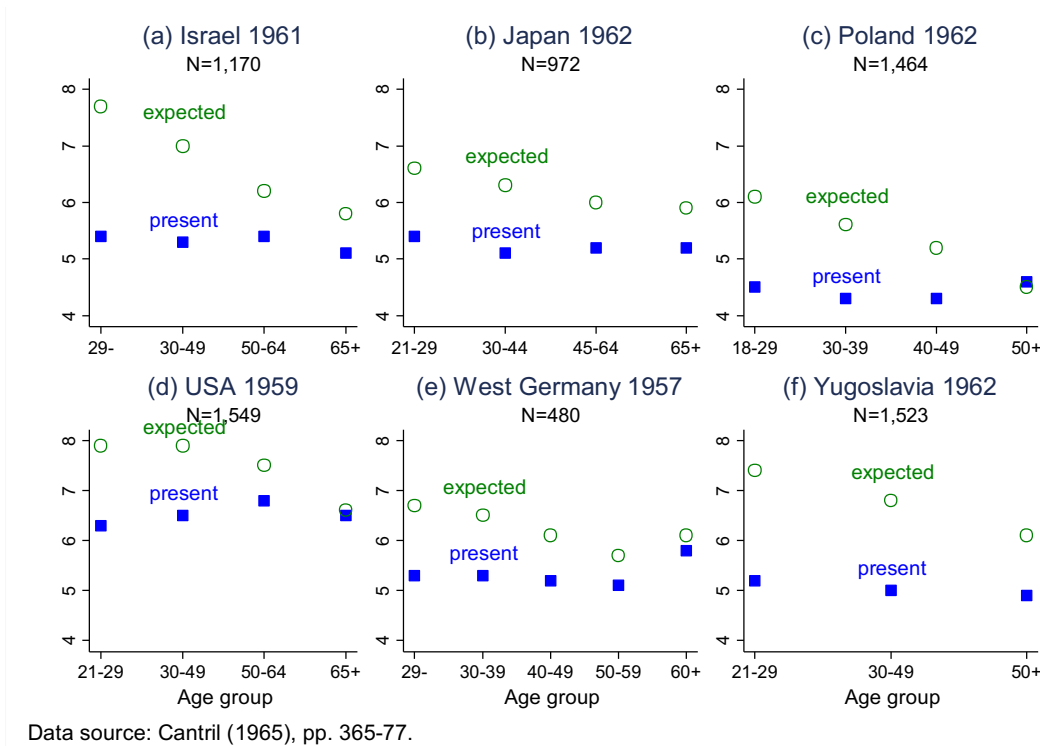 (a) Israel 1961
N=1,170
8
7
6
5
4
expected
present
29- 30-49 50-64 65+
(b) Japan 1962
N=972
8
7
6
5
4
expected
present
21-29 30-44 45-64 65+
(c) Poland 1962
N=1,464
8
7
6
5
4
expected
present
18-29 30-39 40-49 50+
(d) USA 1959
N=1,549
8
7
6
5
4
expected
present
21-29 30-49 50-64 65+
Age group
(e) West Germany 1957
N=480
8
7
6
5
4
expected
present
29- 30-39 40-49 50-59 60+
Age group
(f) Yugoslavia 1962
N=1,523
8
7
6
5
4
expected
present
21-29 30-49 50+
Age group
Data source: Cantril (1965), pp. 365-77.